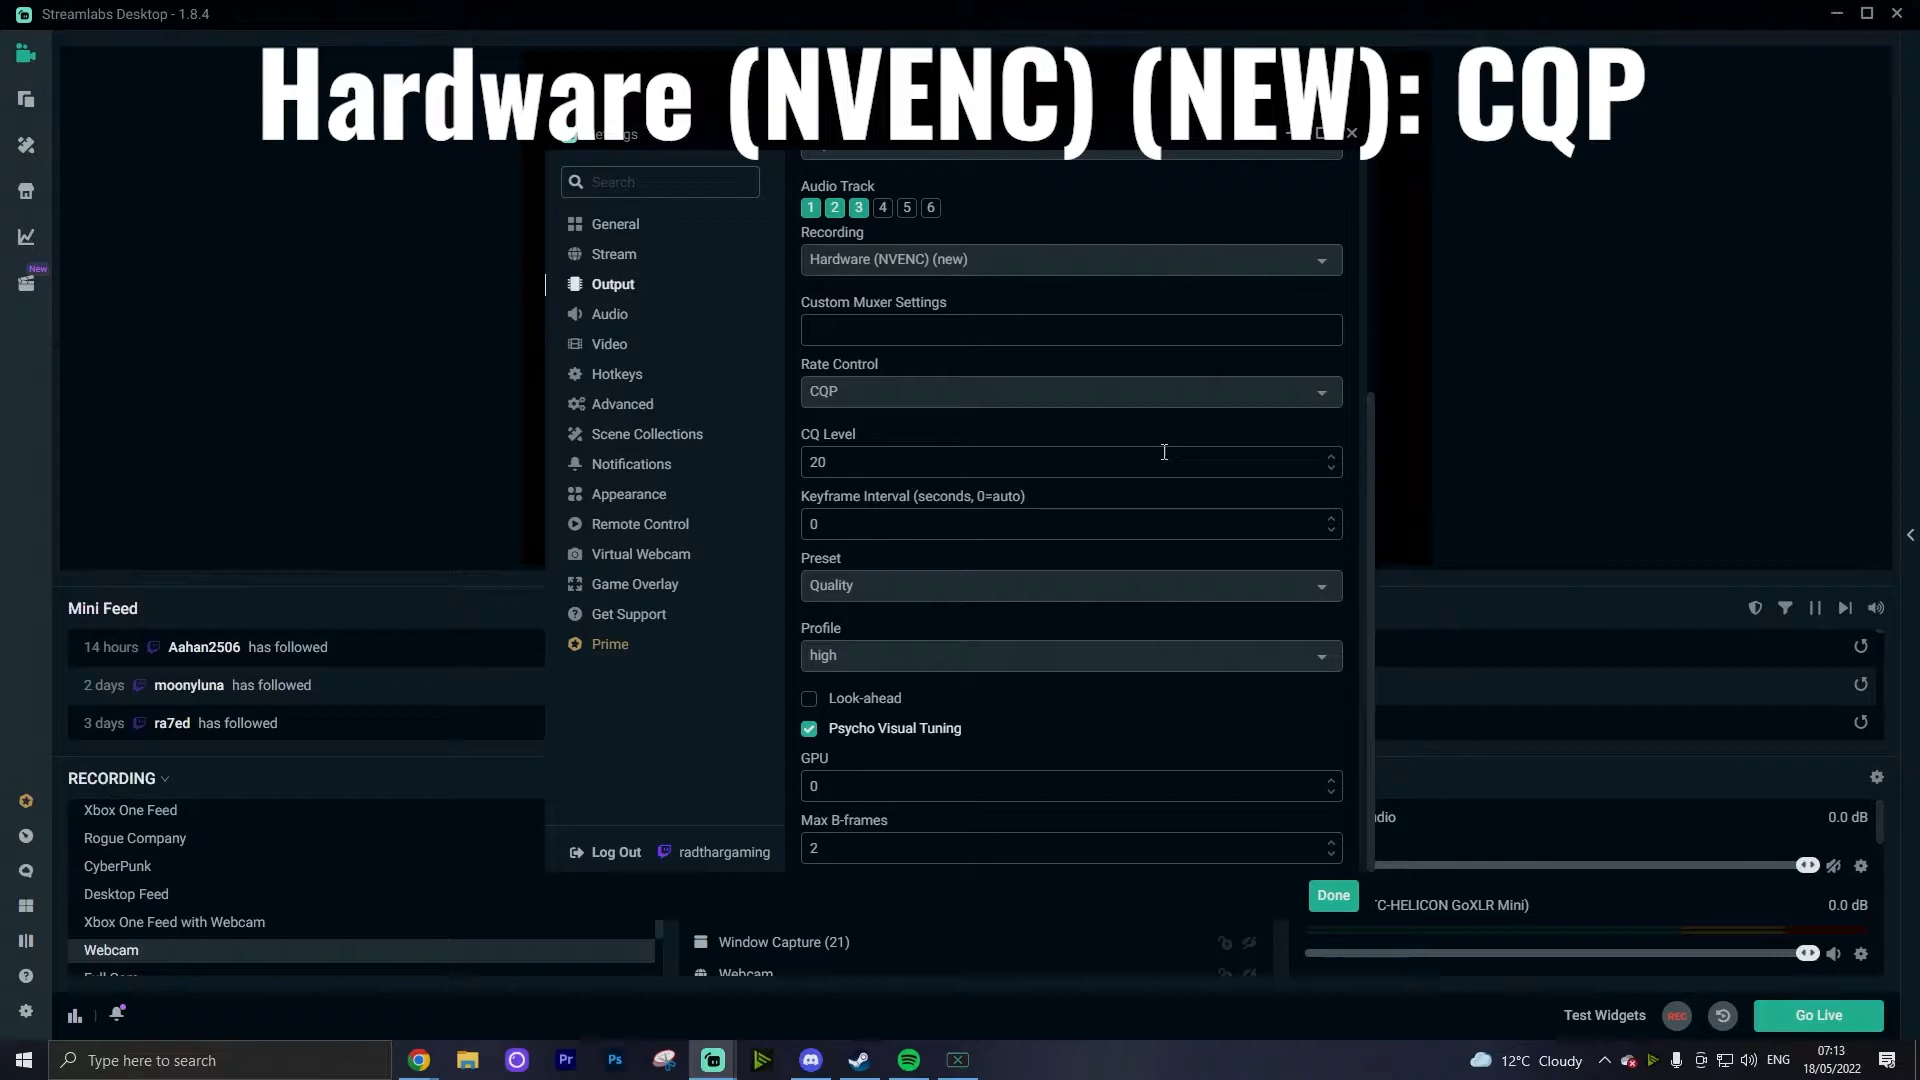 Streamlabs Desktop - 1.8.4
Hardware (NVENC) (NEW): CQP
Search...
General
Stream
Output
Audio
Video
Hotkeys
Advanced
Scene Collections
Notifications
Appearance
Remote Control
Virtual Webcam
Game Overlay
Get Support
Prime
Log Out radthargaming
Audio Track
1 2 3 4 5 6
Recording
Hardware (NVENC) (new)
Custom Muxer Settings
Rate Control
CQP
CQ Level
20
Keyframe Interval (seconds, 0=auto)
0
Preset
Quality
Profile
high
Look-ahead
Psycho Visual Tuning
GPU
0
Max B-frames
2
Done
New
Mini Feed
14 hours Aahan2506 has followed
2 days moonyluna has followed
3 days ra7ed has followed
RECORDING
Xbox One Feed
Rogue Company
CyberPunk
Desktop Feed
Xbox One Feed with Webcam
Webcam
Window Capture (21)
Webcam
dio 0.0 dB
TC-HELICON GoXLR Mini) 0.0 dB
Test Widgets REC Go Live
Type here to search
Pr Ps
12°C Cloudy ENG
07:13
18/05/2022